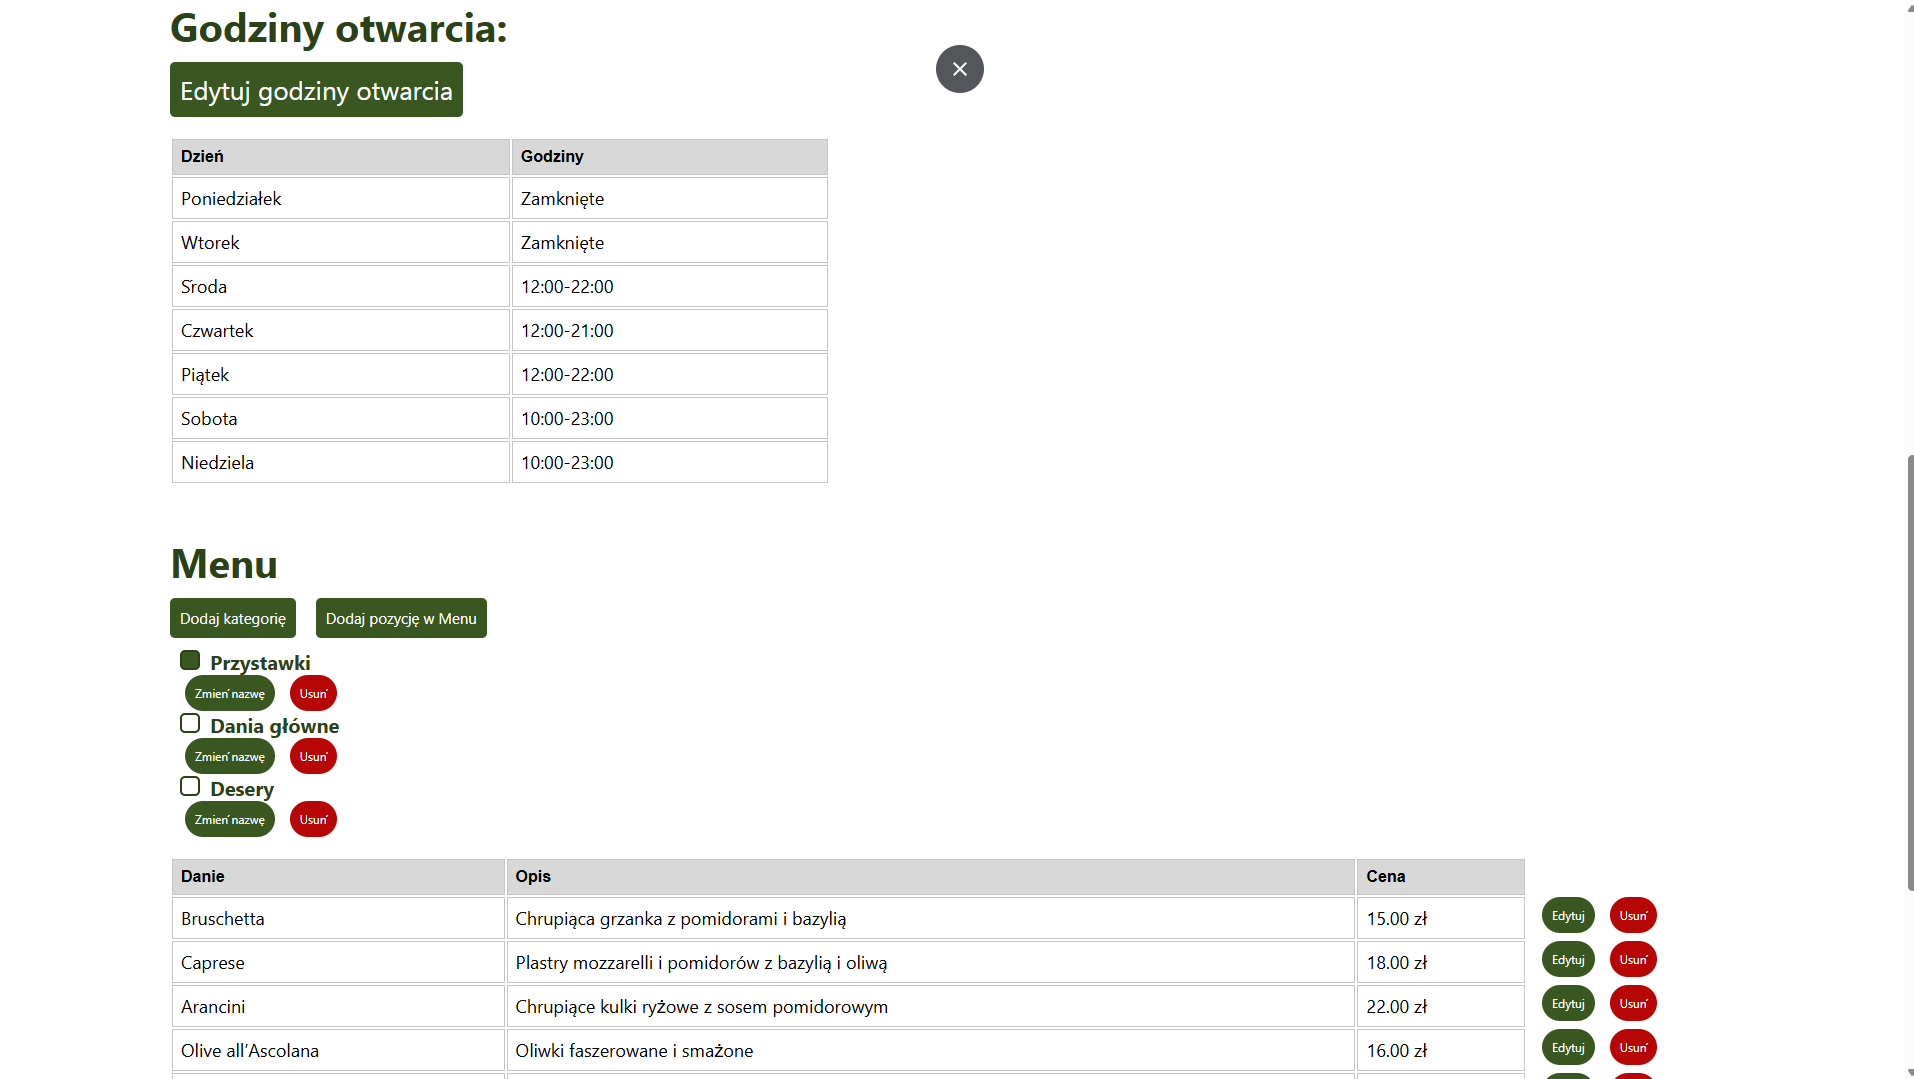 Godziny otwarcia:
Edytuj godziny otwarcia
Dzień Godziny
Poniedziałek Zamknięte
Wtorek Zamknięte
Środa 12:00-22:00
Czwartek 12:00-21:00
Piątek 12:00-22:00
Sobota 10:00-23:00
Niedziela 10:00-23:00
Menu
Dodaj kategorię Dodaj pozycję w Menu
Przystawki
Zmień nazwę Usuń
Dania główne
Zmień nazwę Usuń
Desery
Zmień nazwę Usuń
Danie Opis Cena
Bruschetta Chrupiąca grzanka z pomidorami i bazylią 15.00 zł Edytuj Usuń
Caprese Plastry mozzarelli i pomidorów z bazylią i oliwą 18.00 zł Edytuj Usuń
Arancini Chrupiące kulki ryżowe z sosem pomidorowym 22.00 zł Edytuj Usuń
Olive all'Ascolana Oliwki faszerowane i smażone 16.00 zł Edytuj Usuń